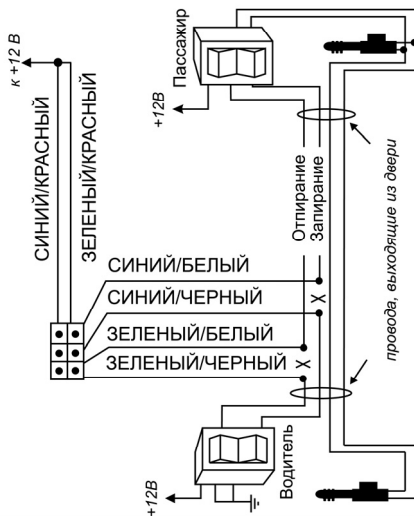 к +12 В
СИНИЙ/КРАСНЫЙ
ЗЕЛЕНЫЙ/КРАСНЫЙ
Пассажир
+12В
СИНИЙ/БЕЛЫЙ
СИНИЙ/ЧЕРНЫЙ
ЗЕЛЕНЫЙ/БЕЛЫЙ
ЗЕЛЕНЫЙ/ЧЕРНЫЙ
Отпирание
Запирание
X
X
провода, выходящие из двери
Водитель
+12В